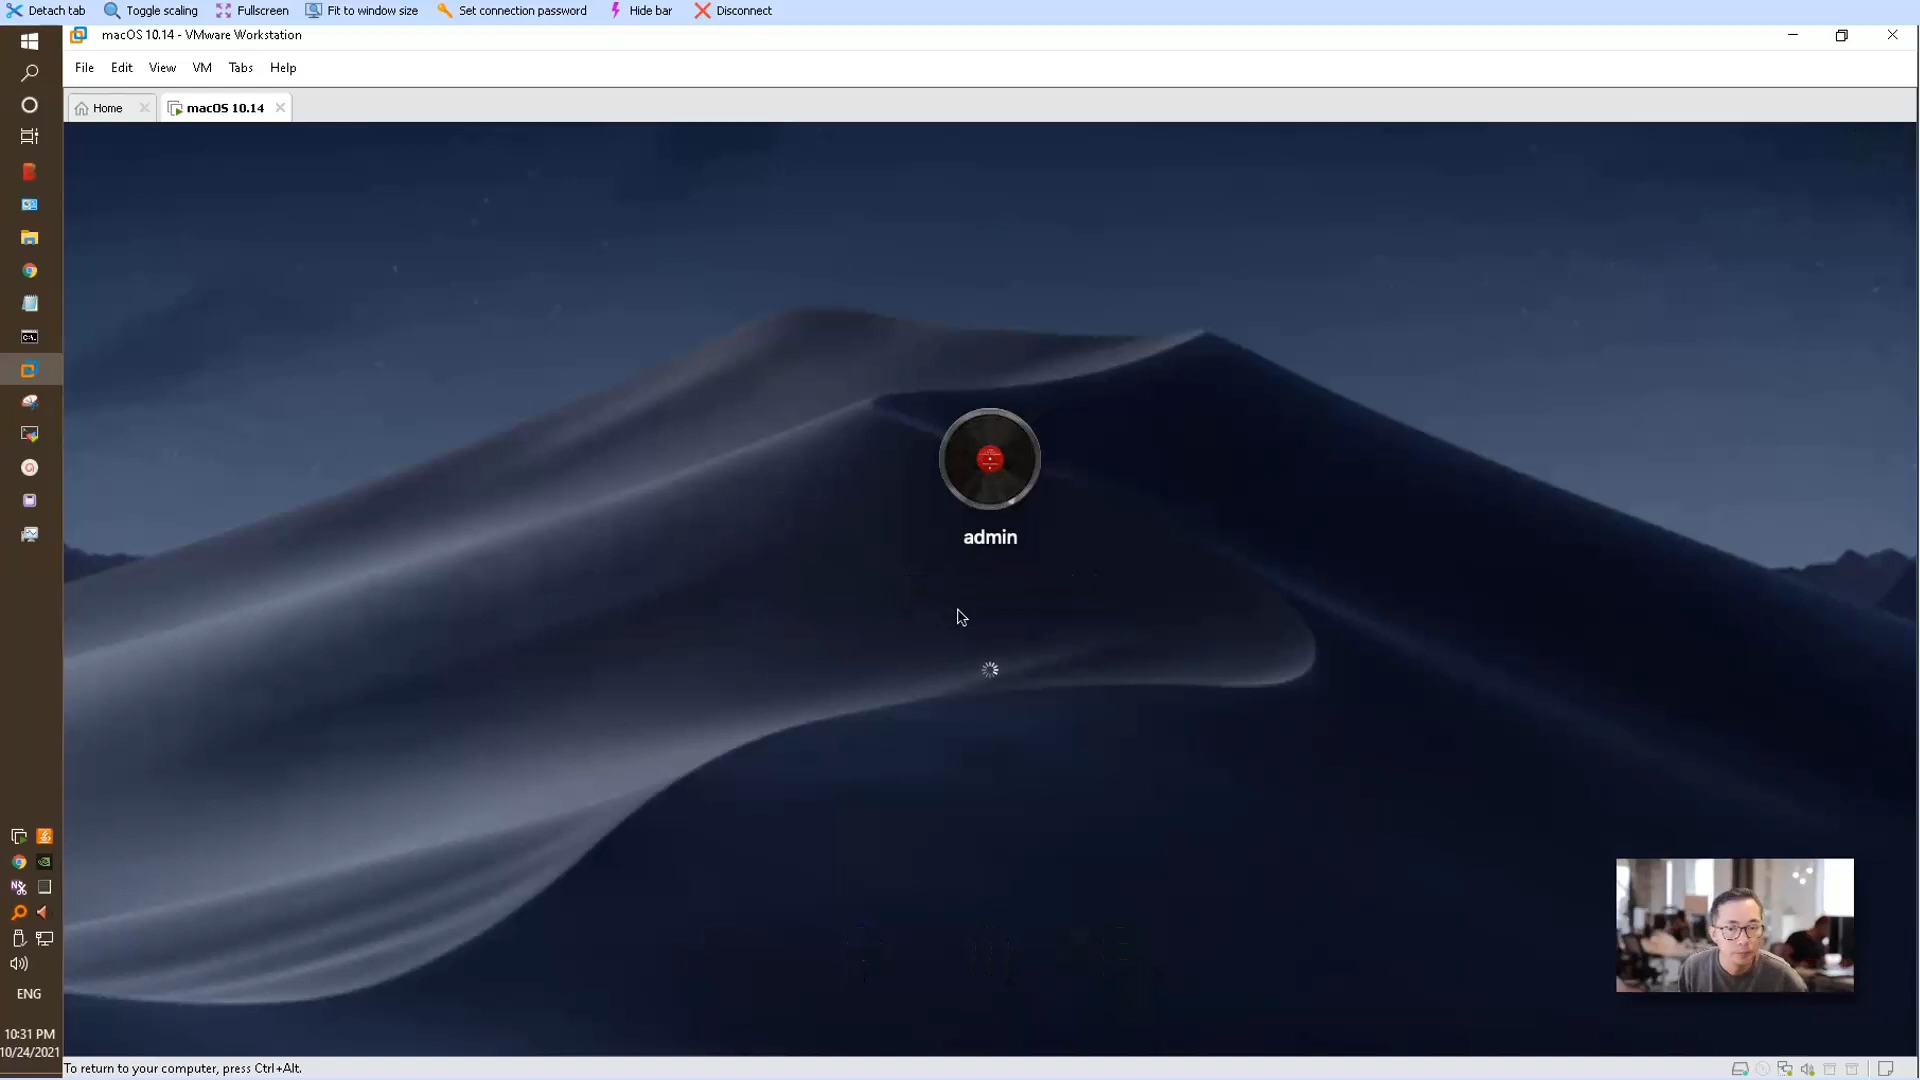 Detach tab Toggle scaling Fullscreen Fit to window size Set connection password Hide bar Disconnect
macOS 10.14 - VMware Workstation
File Edit View VM Tabs Help
Home macOS 10.14
admin
ENG
10:31 PM
10/24/2021
To return to your computer, press Ctrl+Alt.